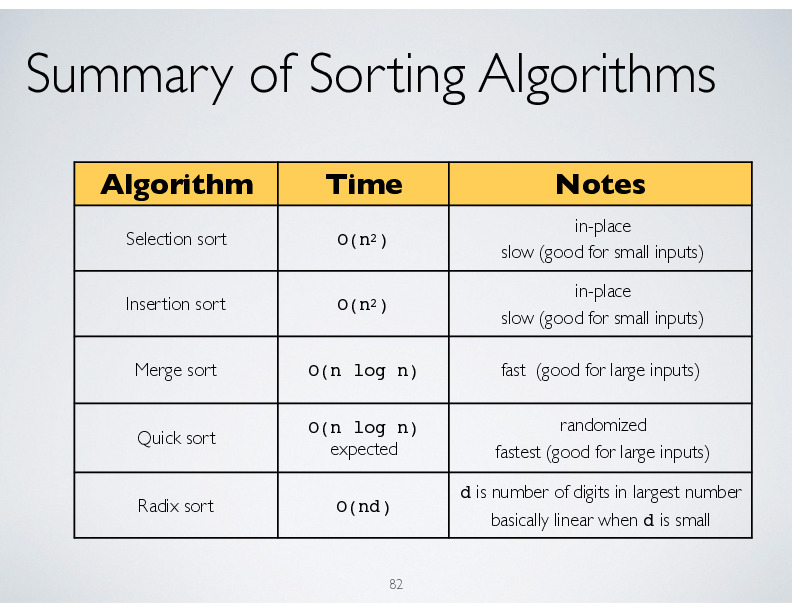 Summary of Sorting Algorithms
Algorithm Time Notes
Selection sort O(n²) in-place
slow (good for small inputs)
Insertion sort O(n²) in-place
slow (good for small inputs)
Merge sort O(n log n) fast (good for large inputs)
Quick sort O(n log n)
expected
randomized
fastest (good for large inputs)
Radix sort O(nd) d is number of digits in largest number
basically linear when d is small
82